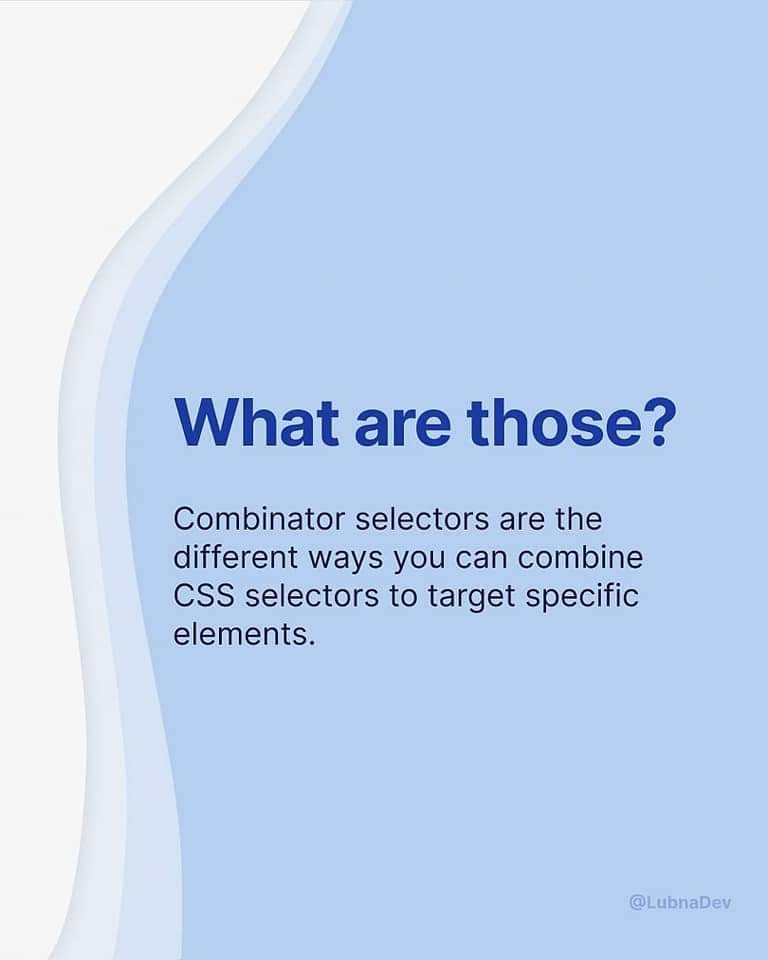 What are those?
Combinator selectors are the
different ways you can combine
CSS selectors to target specific
elements.
@LubnaDev